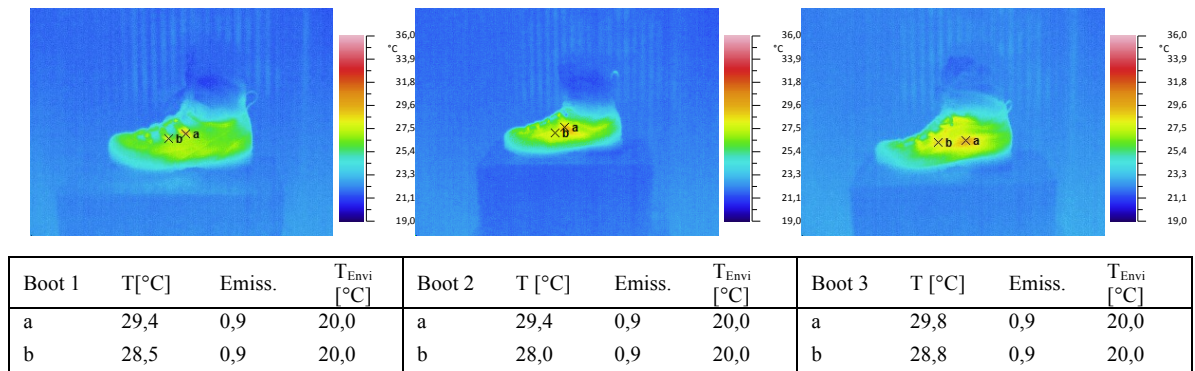 36,0
°C
33,9
31,8
29,6
27,5
25,4
23,3
21,1
19,0
b a
36,0
°C
33,9
31,8
29,6
27,5
25,4
23,3
21,1
19,0
a
b
36,0
°C
33,9
31,8
29,6
27,5
25,4
23,3
21,1
19,0
b a
Boot 1 T[°C] Emiss. TEnvi [°C] Boot 2 T [°C] Emiss. TEnvi [°C] Boot 3 T [°C] Emiss. TEnvi [°C]
a 29,4 0,9 20,0 a 29,4 0,9 20,0 a 29,8 0,9 20,0
b 28,5 0,9 20,0 b 28,0 0,9 20,0 b 28,8 0,9 20,0